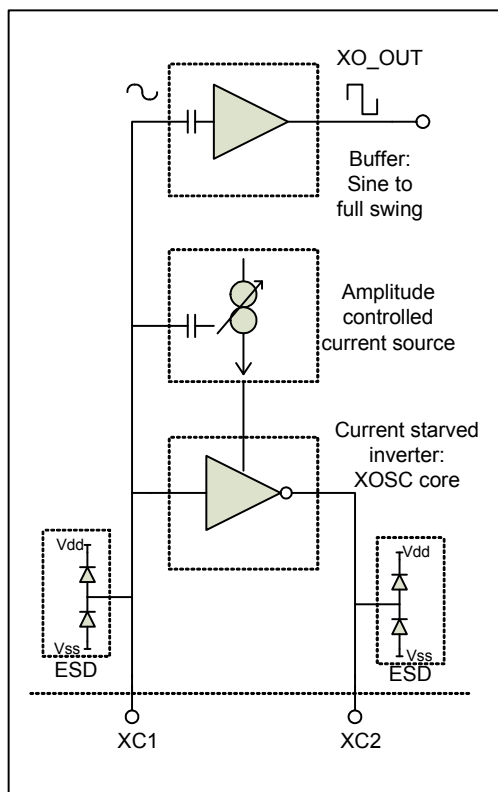 XO_OUT
Buffer:
Sine to
full swing
Amplitude
controlled
current source
Current starved
inverter:
XOSC core
Vdd
Vss
ESD
Vdd
Vss
ESD
XC1
XC2